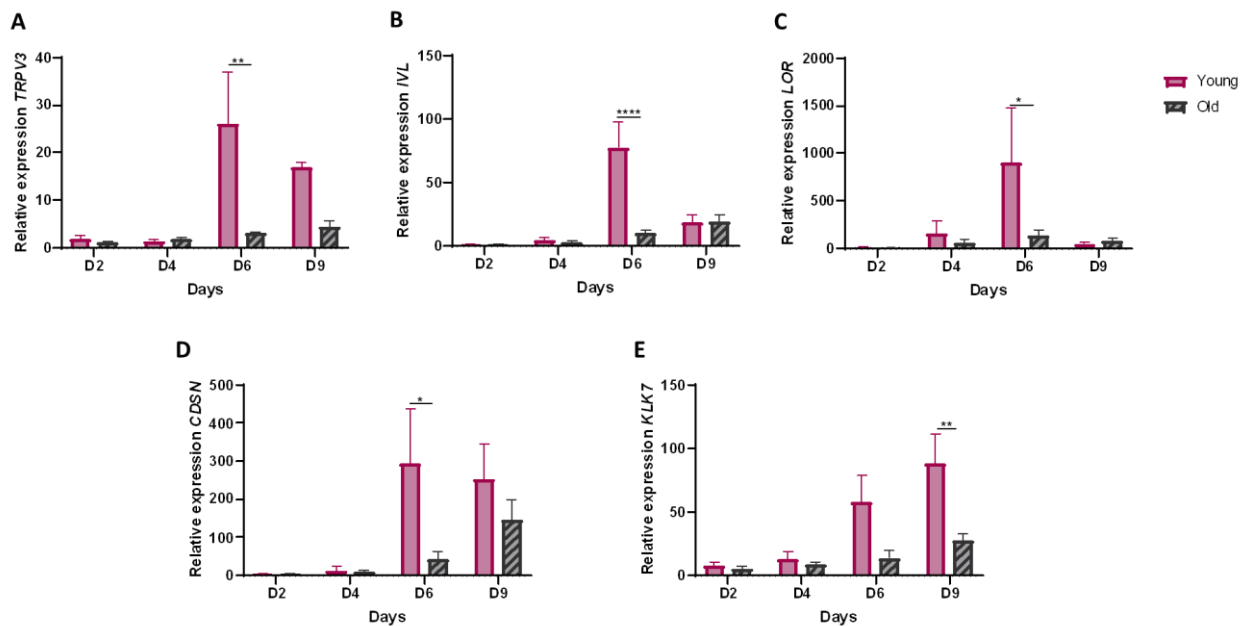 A
Relative expression TRPV3
40
30
20
10
0
**
D2 D4 D6 D9
Days
B
Relative expression IVL
150
100
50
0
****
D2 D4 D6 D9
Days
C
Relative expression LOR
2000
1500
1000
500
0
*
D2 D4 D6 D9
Days
Young
Old
D
Relative expression CDSN
500
400
300
200
100
0
*
D2 D4 D6 D9
Days
E
Relative expression KLK7
150
100
50
0
**
D2 D4 D6 D9
Days